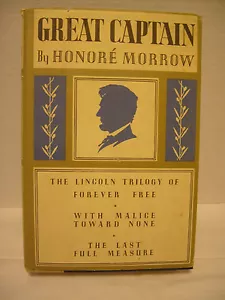 GREAT CAPTAIN
By HONORÉ MORROW
THE LINCOLN TRILOGY OF
FOREVER FREE
WITH MALICE
TOWARD NONE
THE LAST
FULL MEASURE